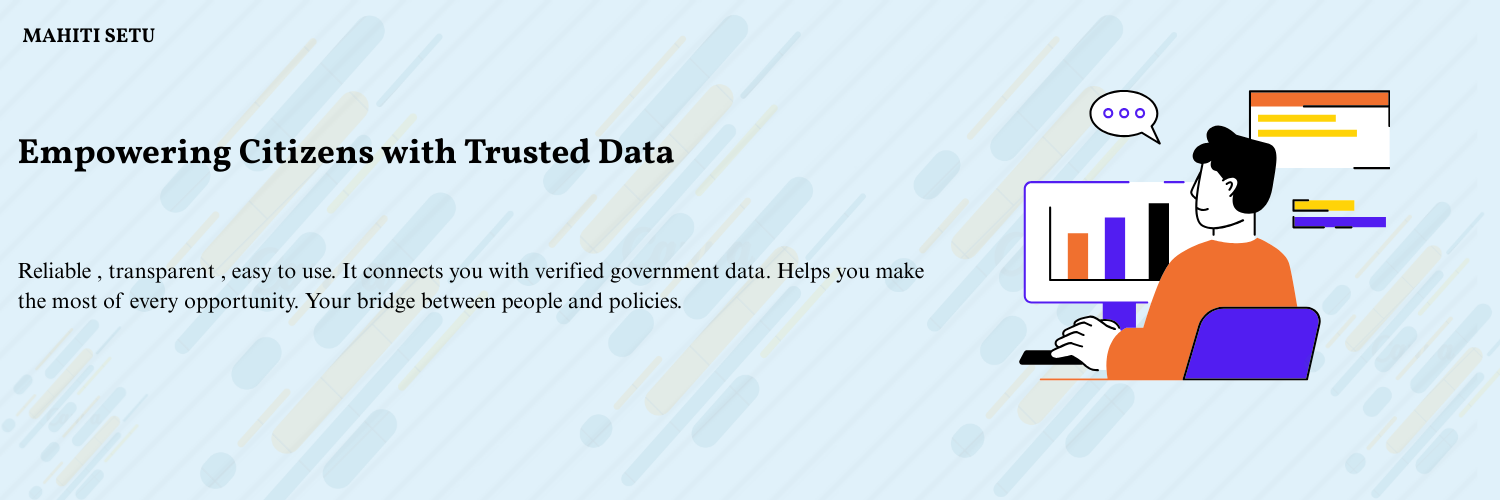 MAHITI SETU
Empowering Citizens with Trusted Data
Reliable , transparent , easy to use. It connects you with verified government data. Helps you make
the most of every opportunity. Your bridge between people and policies.